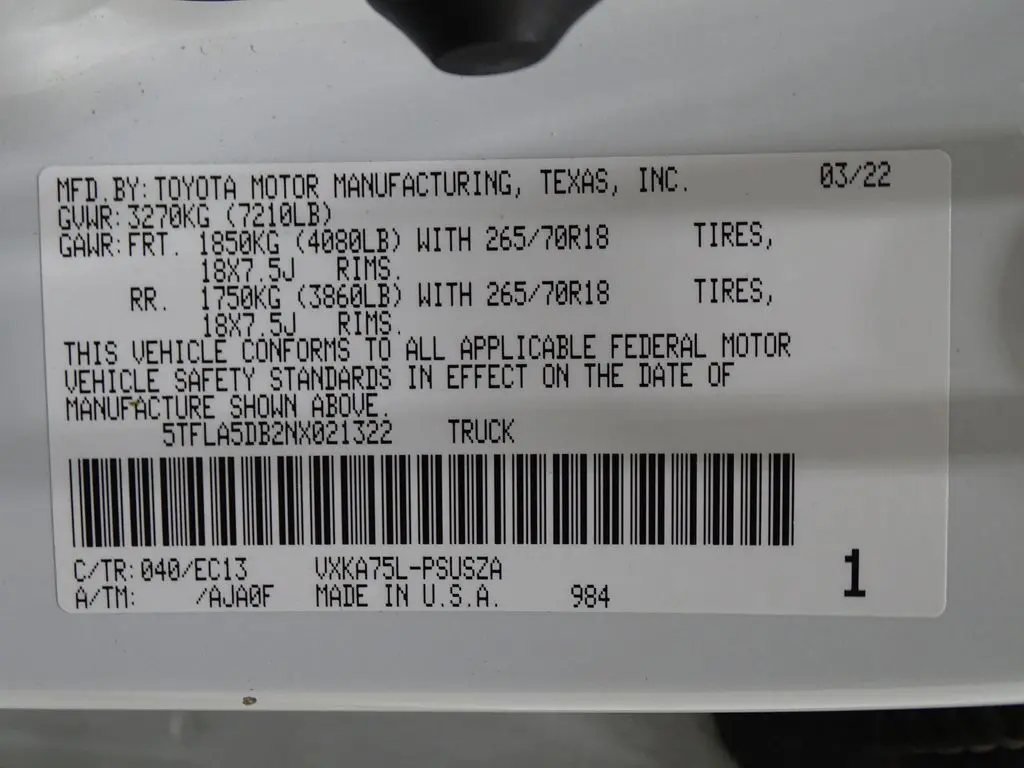 MFD.BY: TOYOTA MOTOR MANUFACTURING, TEXAS, INC. 03/22
GVWR: 3270KG (7210LB)
GAWR: FRT. 1850KG (4080LB) WITH 265/70R18 TIRES,
18X7.5J RIMS.
RR. 1750KG (3860LB) WITH 265/70R18 TIRES,
18X7.5J RIMS.
THIS VEHICLE CONFORMS TO ALL APPLICABLE FEDERAL MOTOR
VEHICLE SAFETY STANDARDS IN EFFECT ON THE DATE OF
MANUFACTURE SHOWN ABOVE.
5TFLA5DB2NX021322 TRUCK
C/TR: 040/EC13 VXKA75L-PSUSZA 1
A/TM: /AJA0F MADE IN U.S.A. 984